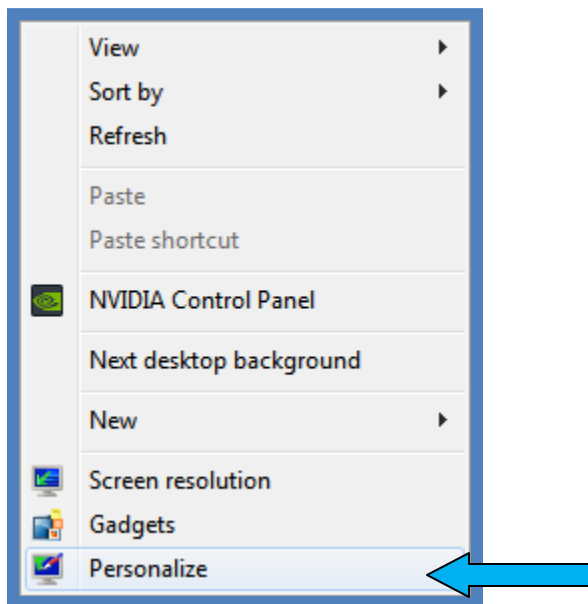 View
Sort by
Refresh
Paste
Paste shortcut
NVIDIA Control Panel
Next desktop background
New
Screen resolution
Gadgets
Personalize